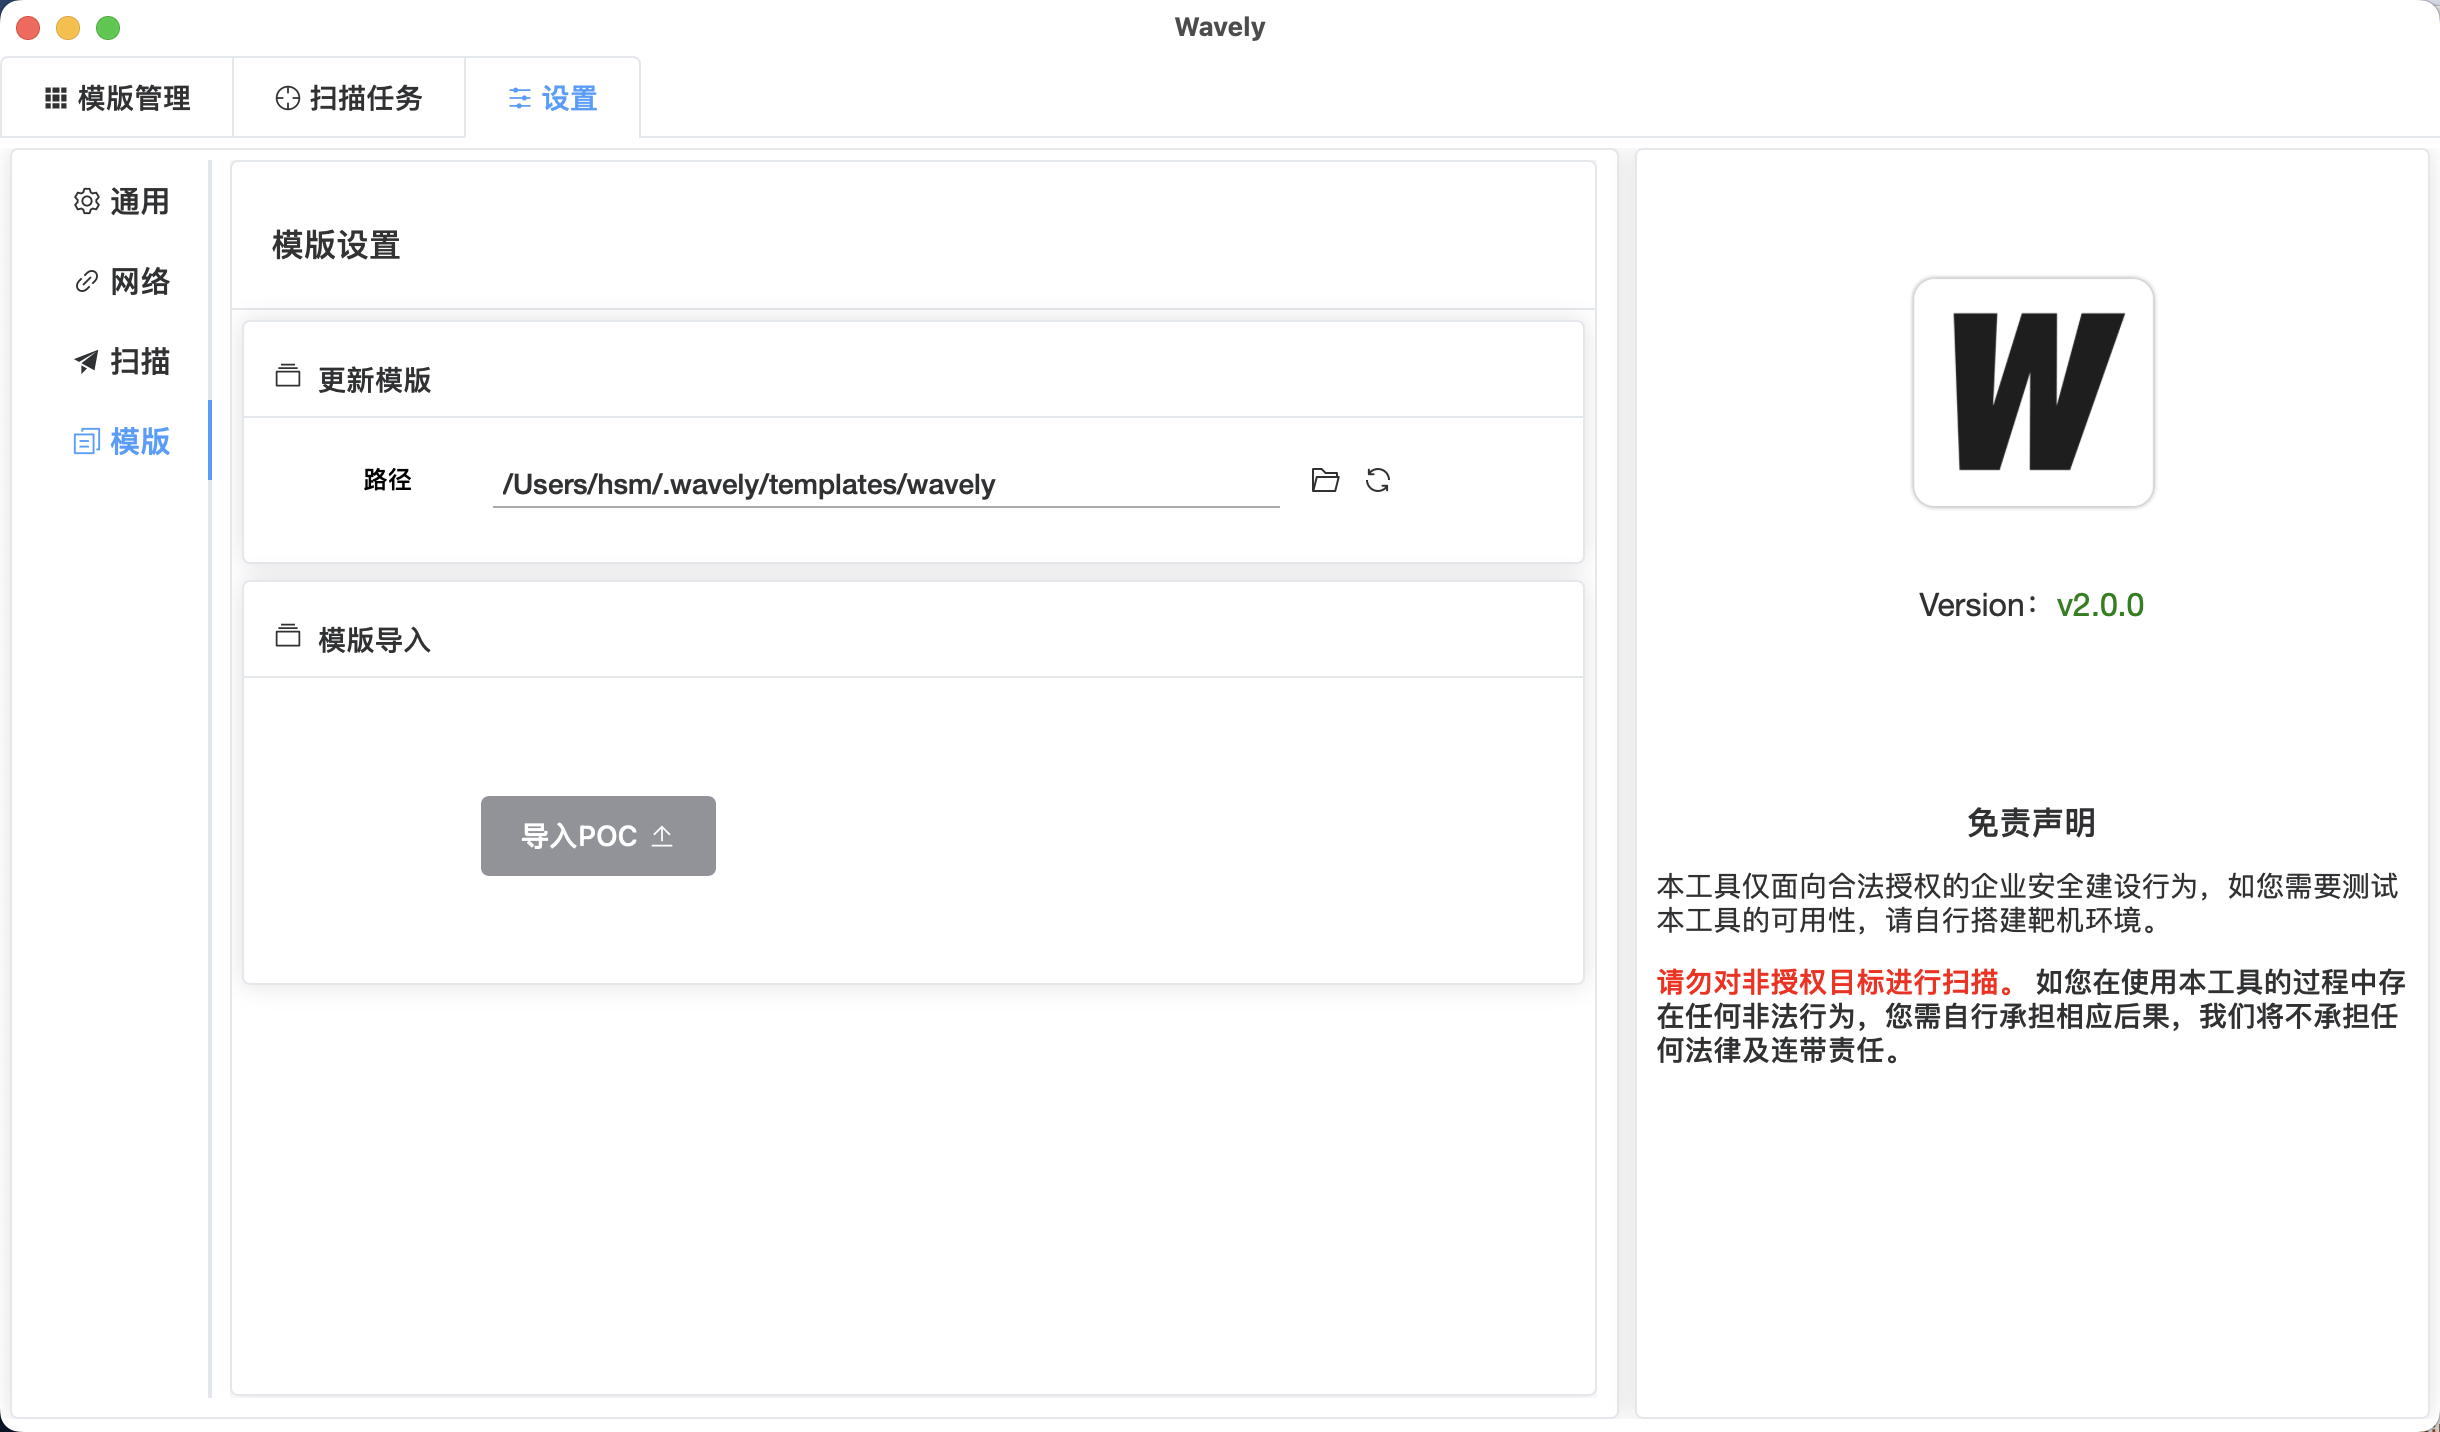 Wavely
模版管理
扫描任务
设置
通用
网络
扫描
模版
模版设置
更新模版
路径
/Users/hsm/.wavely/templates/wavely
模版导入
导入POC
W
Version：v2.0.0
免责声明
本工具仅面向合法授权的企业安全建设行为，如您需要测试
本工具的可用性，请自行搭建靶机环境。
请勿对非授权目标进行扫描。 如您在使用本工具的过程中存
在任何非法行为，您需自行承担相应后果，我们将不承担任
何法律及连带责任。